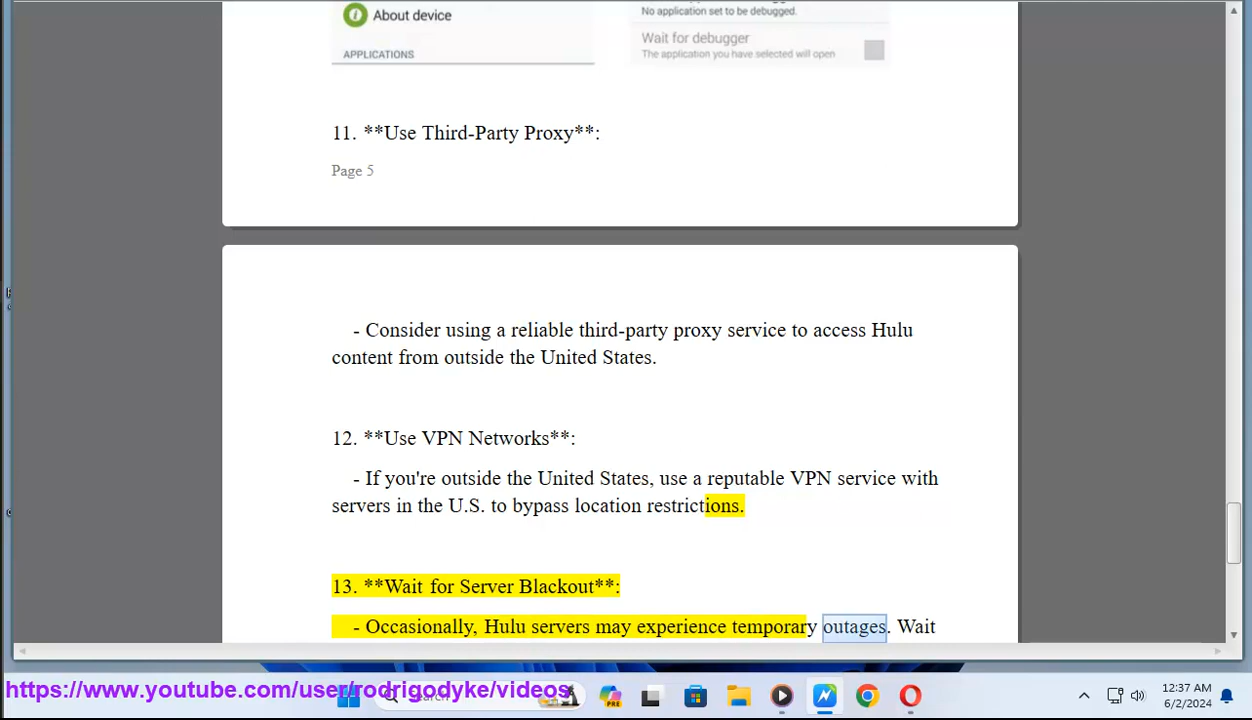 About device
APPLICATIONS
No application set to be debugged.
Wait for debugger
The application you have selected will open
11. **Use Third-Party Proxy**:
Page 5
- Consider using a reliable third-party proxy service to access Hulu
content from outside the United States.
12. **Use VPN Networks**:
- If you're outside the United States, use a reputable VPN service with
servers in the U.S. to bypass location restrictions.
13. **Wait for Server Blackout**:
- Occasionally, Hulu servers may experience temporary outages. Wait
https://www.youtube.com/user/rodrigodyke/videos
PRE
12:37 AM
6/2/2024